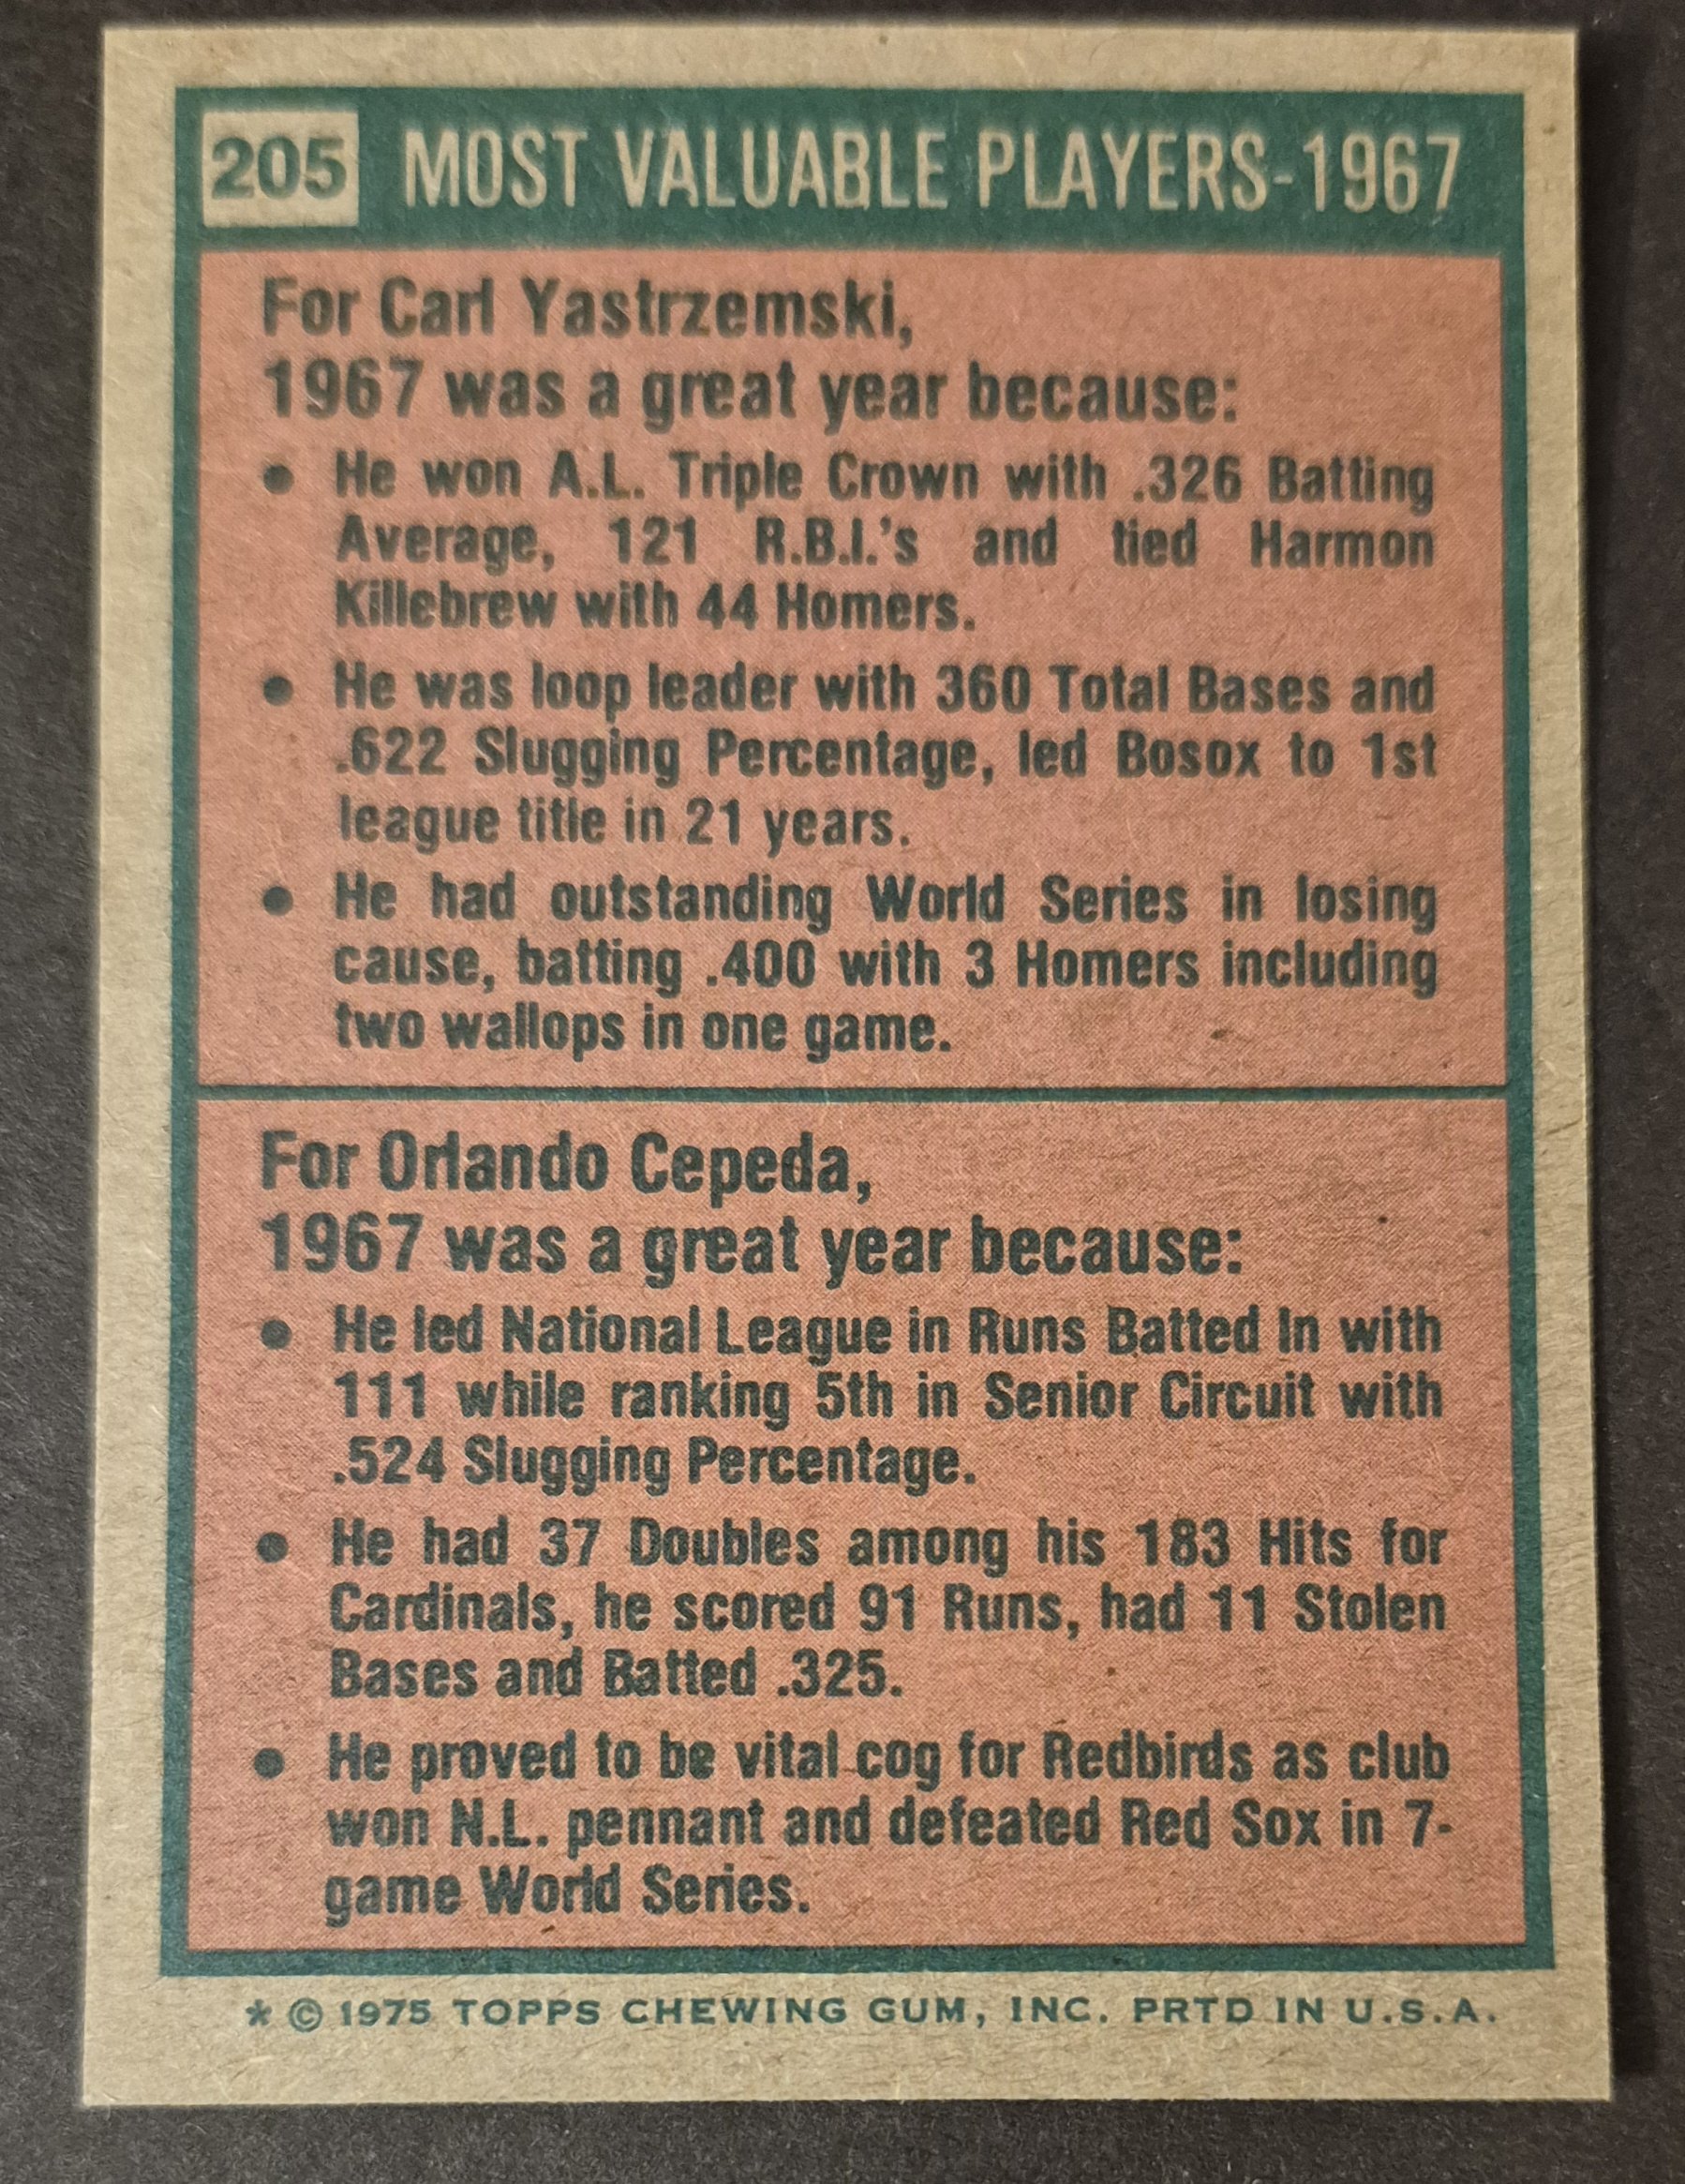 205 MOST VALUABLE PLAYERS-1967
For Carl Yastrzemski,
1967 was a great year because:
● He won A.L. Triple Crown with .326 Batting
Average, 121 R.B.I.'s and tied Harmon
Killebrew with 44 Homers.
● He was loop leader with 360 Total Bases and
.622 Slugging Percentage, led Bosox to 1st
league title in 21 years.
● He had outstanding World Series in losing
cause, batting .400 with 3 Homers including
two wallops in one game.
For Orlando Cepeda,
1967 was a great year because:
● He led National League in Runs Batted In with
111 while ranking 5th in Senior Circuit with
.524 Slugging Percentage.
● He had 37 Doubles among his 183 Hits for
Cardinals, he scored 91 Runs, had 11 Stolen
Bases and Batted .325.
● He proved to be vital cog for Redbirds as club
won N.L. pennant and defeated Red Sox in 7-
game World Series.
* © 1975 TOPPS CHEWING GUM, INC. PRTD IN U.S.A.